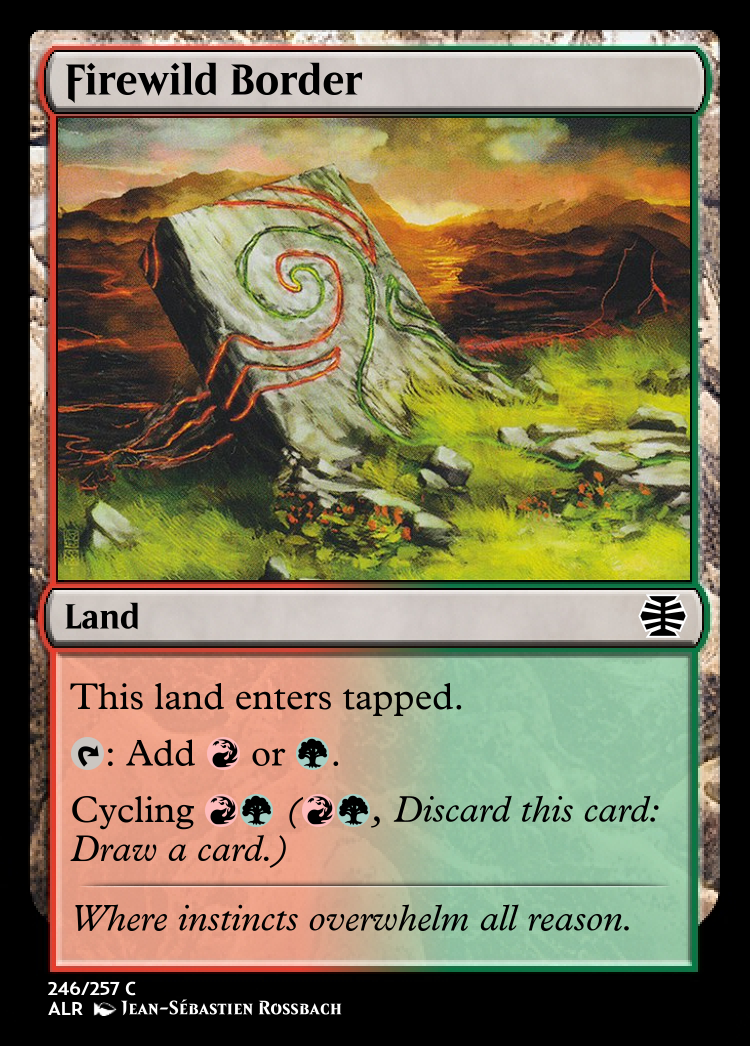 Firewild Border
Land
This land enters tapped.
: Add or .
Cycling ( , Discard this card:
Draw a card.)
Where instincts overwhelm all reason.
246/257 C
ALR Jean-Sébastien Rossbach